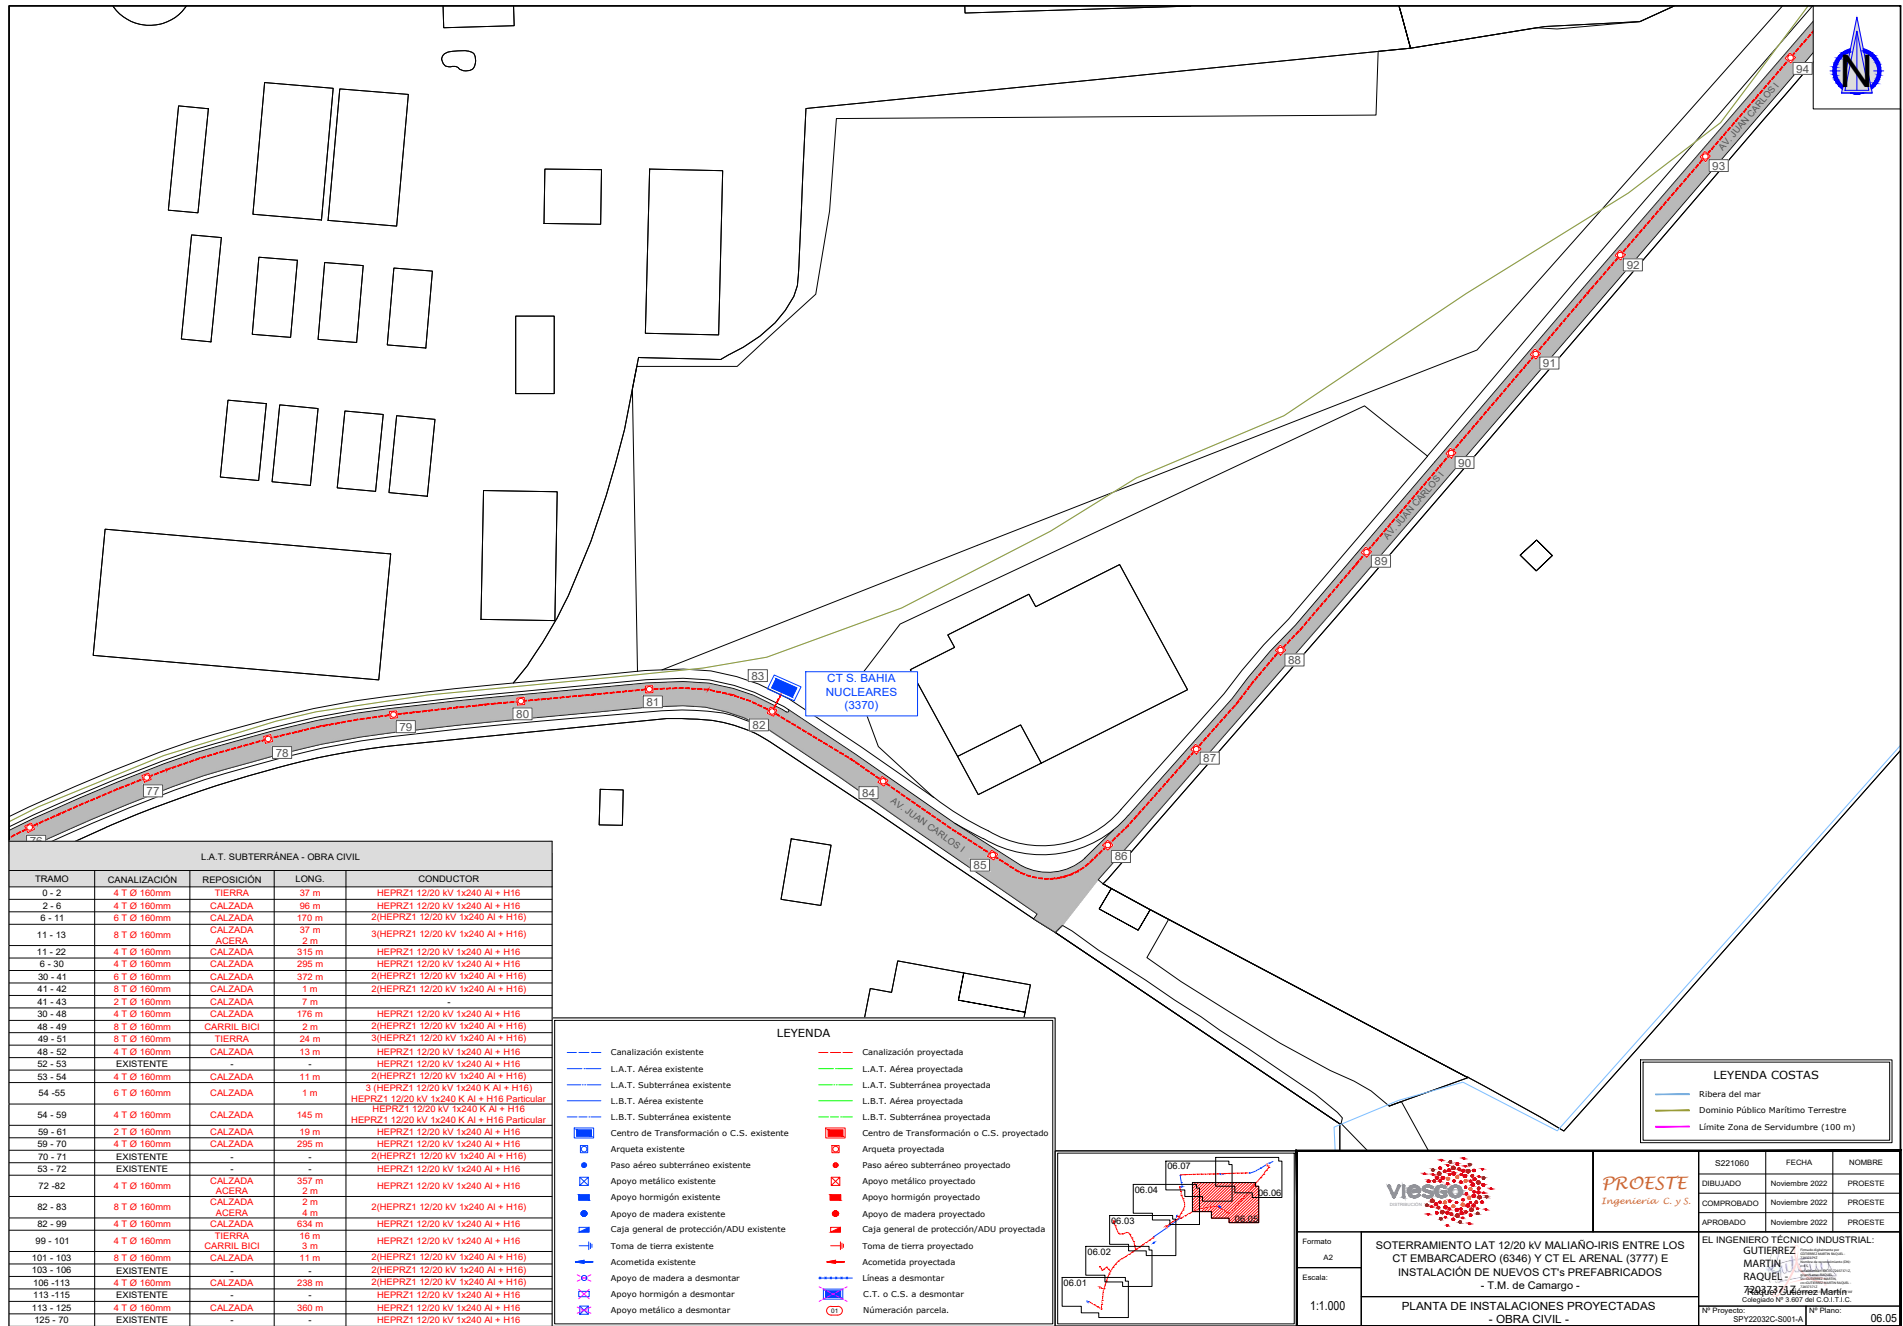 N
94
AV. JUAN CARLOS I
93
92
91
90
AV. JUAN CARLOS I
89
88
87
86
83
CT S. BAHIA
NUCLEARES
(3370)
82
81
80
79
78
77
76
84
AV. JUAN CARLOS I
85
L.A.T. SUBTERRÁNEA - OBRA CIVIL
TRAMO CANALIZACIÓN REPOSICIÓN LONG. CONDUCTOR
0 - 2 4 T Ø 160mm TIERRA 37 m HEPRZ1 12/20 kV 1x240 Al + H16
2 - 6 4 T Ø 160mm CALZADA 96 m HEPRZ1 12/20 kV 1x240 Al + H16
6 - 11 6 T Ø 160mm CALZADA 170 m 2(HEPRZ1 12/20 kV 1x240 Al + H16)
11 - 13 8 T Ø 160mm CALZADA 37 m 3(HEPRZ1 12/20 kV 1x240 Al + H16)
ACERA 2 m
11 - 22 4 T Ø 160mm CALZADA 315 m HEPRZ1 12/20 kV 1x240 Al + H16
6 - 30 4 T Ø 160mm CALZADA 295 m HEPRZ1 12/20 kV 1x240 Al + H16
30 - 41 6 T Ø 160mm CALZADA 372 m 2(HEPRZ1 12/20 kV 1x240 Al + H16)
41 - 42 8 T Ø 160mm CALZADA 1 m 2(HEPRZ1 12/20 kV 1x240 Al + H16)
41 - 43 2 T Ø 160mm CALZADA 7 m -
30 - 48 4 T Ø 160mm CALZADA 176 m HEPRZ1 12/20 kV 1x240 Al + H16
48 - 49 8 T Ø 160mm CARRIL BICI 2 m 2(HEPRZ1 12/20 kV 1x240 Al + H16)
49 - 51 8 T Ø 160mm TIERRA 24 m 3(HEPRZ1 12/20 kV 1x240 Al + H16)
48 - 52 4 T Ø 160mm CALZADA 13 m HEPRZ1 12/20 kV 1x240 Al + H16
52 - 53 EXISTENTE - - HEPRZ1 12/20 kV 1x240 Al + H16
53 - 54 4 T Ø 160mm CALZADA 11 m 2(HEPRZ1 12/20 kV 1x240 Al + H16)
54 -55 6 T Ø 160mm CALZADA 1 m 3 (HEPRZ1 12/20 kV 1x240 K Al + H16)
HEPRZ1 12/20 kV 1x240 K Al + H16 Particular
54 - 59 4 T Ø 160mm CALZADA 145 m HEPRZ1 12/20 kV 1x240 K Al + H16
HEPRZ1 12/20 kV 1x240 K Al + H16 Particular
59 - 61 2 T Ø 160mm CALZADA 19 m HEPRZ1 12/20 kV 1x240 Al + H16
59 - 70 4 T Ø 160mm CALZADA 295 m HEPRZ1 12/20 kV 1x240 Al + H16
70 - 71 EXISTENTE - - 2(HEPRZ1 12/20 kV 1x240 Al + H16)
53 - 72 EXISTENTE - - HEPRZ1 12/20 kV 1x240 Al + H16
72 -82 4 T Ø 160mm CALZADA 357 m HEPRZ1 12/20 kV 1x240 Al + H16
ACERA 2 m
82 - 83 8 T Ø 160mm CALZADA 2 m 2(HEPRZ1 12/20 kV 1x240 Al + H16)
ACERA 4 m
82 - 99 4 T Ø 160mm CALZADA 634 m HEPRZ1 12/20 kV 1x240 Al + H16
99 - 101 4 T Ø 160mm TIERRA 16 m HEPRZ1 12/20 kV 1x240 Al + H16
CARRIL BICI 3 m
101 - 103 8 T Ø 160mm CALZADA 11 m 2(HEPRZ1 12/20 kV 1x240 Al + H16)
103 - 106 EXISTENTE - - 2(HEPRZ1 12/20 kV 1x240 Al + H16)
106 -113 4 T Ø 160mm CALZADA 238 m 2(HEPRZ1 12/20 kV 1x240 Al + H16)
113 -115 EXISTENTE - - HEPRZ1 12/20 kV 1x240 Al + H16
113 - 125 4 T Ø 160mm CALZADA 360 m HEPRZ1 12/20 kV 1x240 Al + H16
125 - 70 EXISTENTE - - HEPRZ1 12/20 kV 1x240 Al + H16
LEYENDA
Canalización existente Canalización proyectada
L.A.T. Aérea existente L.A.T. Aérea proyectada
L.A.T. Subterránea existente L.A.T. Subterránea proyectada
L.B.T. Aérea existente L.B.T. Aérea proyectada
L.B.T. Subterránea existente L.B.T. Subterránea proyectada
Centro de Transformación o C.S. existente Centro de Transformación o C.S. proyectado
Arqueta existente Arqueta proyectada
Paso aéreo subterráneo existente Paso aéreo subterráneo proyectado
Apoyo metálico existente Apoyo metálico proyectado
Apoyo hormigón existente Apoyo hormigón proyectado
Apoyo de madera existente Apoyo de madera proyectado
Caja general de protección/ADU existente Caja general de protección/ADU proyectada
Toma de tierra existente Toma de tierra proyectado
Acometida existente Acometida proyectada
Apoyo de madera a desmontar Líneas a desmontar
Apoyo hormigón a desmontar C.T. o C.S. a desmontar
Apoyo metálico a desmontar 01 Númeración parcela.
06.07
06.04
06.06
06.03
06.05
06.02
06.01
LEYENDA COSTAS
Ribera del mar
Dominio Público Marítimo Terrestre
Límite Zona de Servidumbre (100 m)
viesgo
DISTRIBUCIÓN
PROESTE
Ingeniería C. y S.
S221060 FECHA NOMBRE
DIBUJADO Noviembre 2022 PROESTE
COMPROBADO Noviembre 2022 PROESTE
APROBADO Noviembre 2022 PROESTE
Formato
A2
Escala:
1:1.000
SOTERRAMIENTO LAT 12/20 kV MALIAÑO-IRIS ENTRE LOS
CT EMBARCADERO (6346) Y CT EL ARENAL (3777) E
INSTALACIÓN DE NUEVOS CT's PREFABRICADOS
- T.M. de Camargo -
PLANTA DE INSTALACIONES PROYECTADAS
- OBRA CIVIL -
EL INGENIERO TÉCNICO INDUSTRIAL:
GUTIERREZ
MARTIN
RAQUEL -
Raquel Gutiérrez Martín
Colegiado Nº 3.607 del C.O.I.T.I.C.
Nº Proyecto:
SPY22032C-S001-A
Nº Plano:
06.05